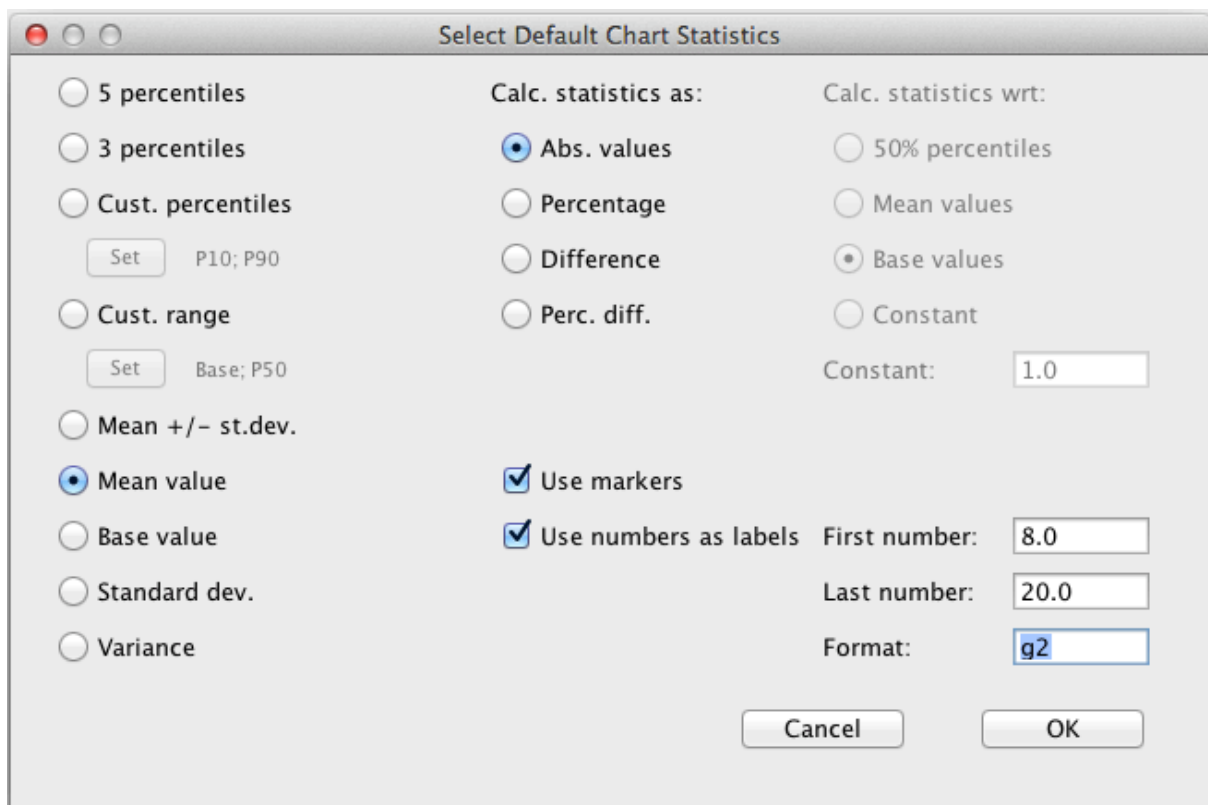 Select Default Chart Statistics
5 percentiles Calc. statistics as: Calc. statistics wrt:
3 percentiles Abs. values 50% percentiles
Cust. percentiles Percentage Mean values
Set P10; P90 Difference Base values
Cust. range Perc. diff. Constant
Set Base; P50 Constant: 1.0
Mean +/- st.dev.
Mean value Use markers
Base value Use numbers as labels First number: 8.0
Standard dev. Last number: 20.0
Variance Format: g2
Cancel OK